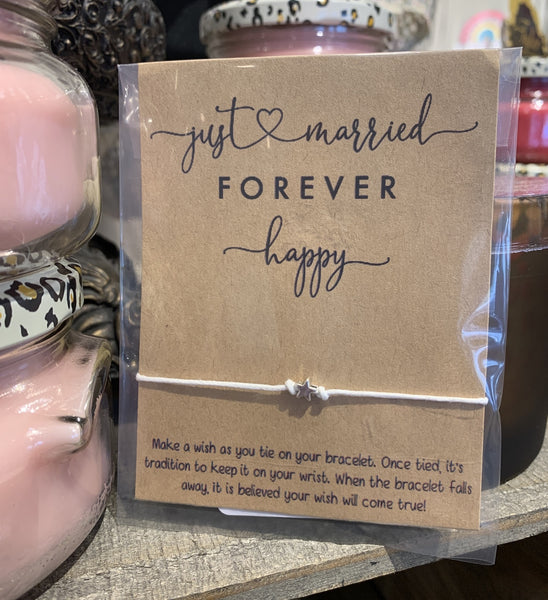 just married
FOREVER
happy
Make a wish as you tie on your bracelet. Once tied, it's
tradition to keep it on your wrist. When the bracelet falls
away, it is believed your wish will come true!